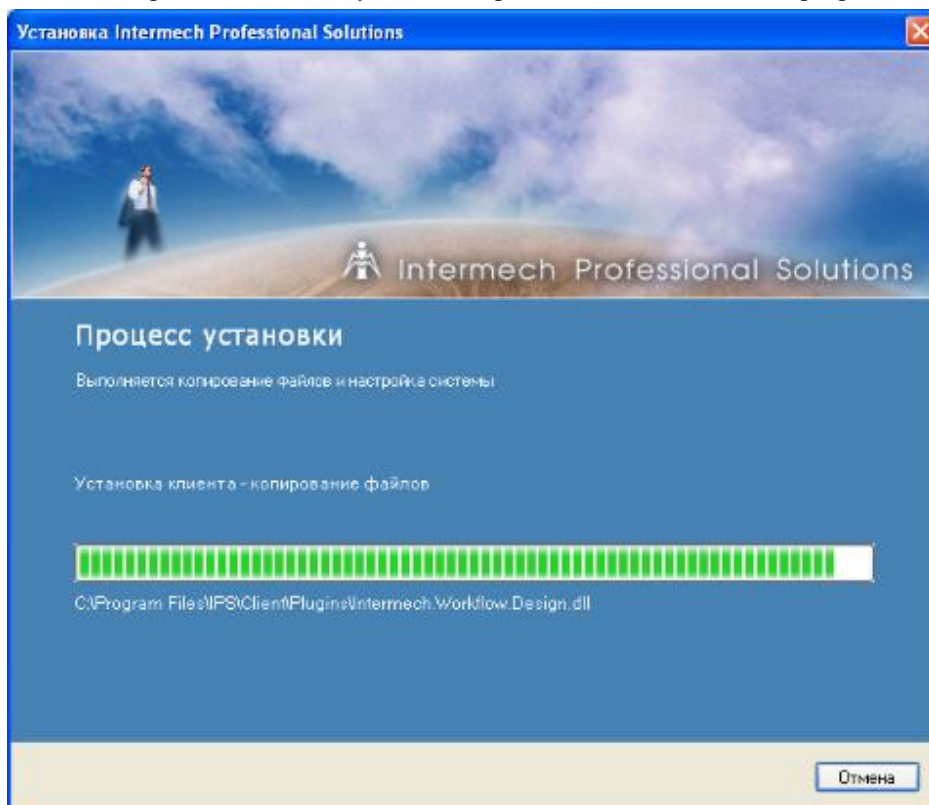 Установка Intermech Professional Solutions
Intermech Professional Solutions
Процесс установки
Выполняется копирование файлов и настройка системы
Установка клиента - копирование файлов
C:\Program Files\IPS\Client\Plugins\Intermech.Workflow.Design.dll
Отмена